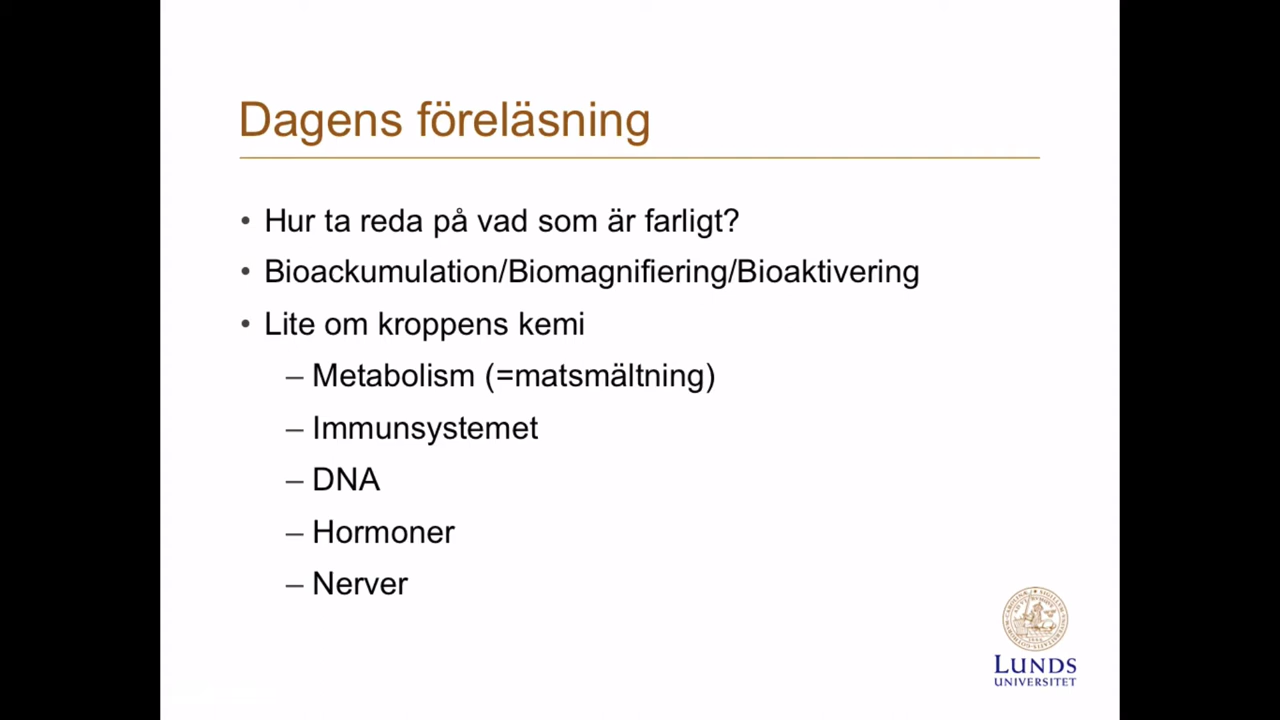 Dagens föreläsning
• Hur ta reda på vad som är farligt?
• Bioackumulation/Biomagnifiering/Bioaktivering
• Lite om kroppens kemi
– Metabolism (=matsmältning)
– Immunsystemet
– DNA
– Hormoner
– Nerver
LUNDS
UNIVERSITET